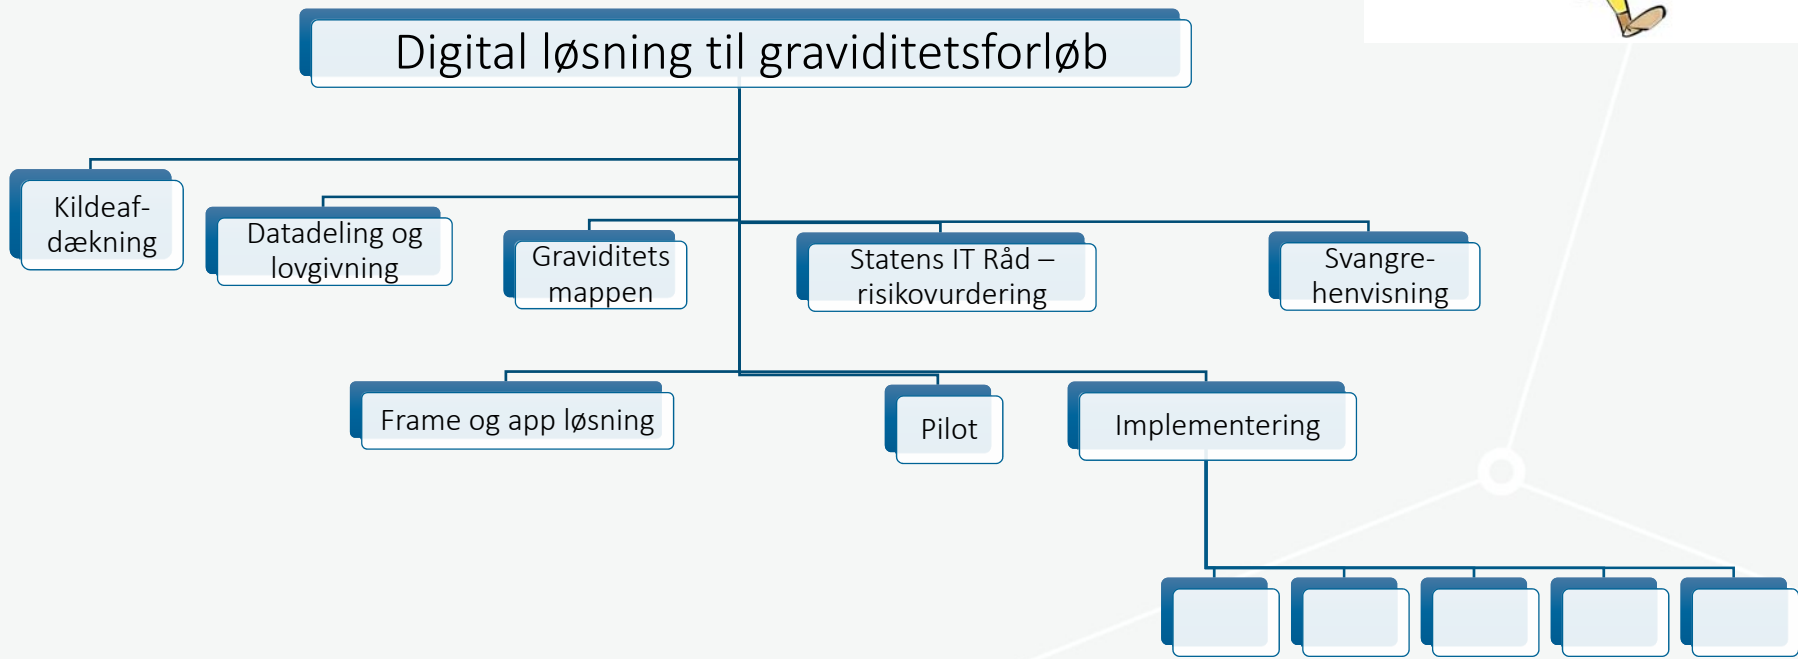 Digital løsning til graviditetsforløb
Kildeaf-
dækning
Datadeling og
lovgivning
Graviditets
mappen
Statens IT Råd –
risikovurdering
Svangre-
henvisning
Frame og app løsning
Pilot
Implementering